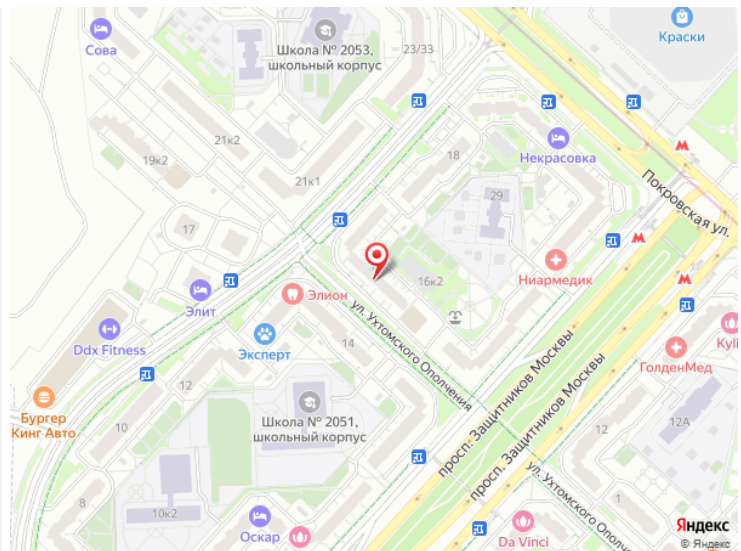 Краски
Школа № 2053,
школьный корпус
23/33
Сова
21к2
19к2
21к1
18
Некрасовка
29
Покровская ул.
17
Ниармедик
16к2
Элит
Элион
ул. Ухтомского Ополчения
Ddx Fitness
Эксперт
14
12
просп. Защитников Москвы
просп. Защитников Москвы
ГолденМед
Kyli
Бургер
Кинг Авто
10
Школа № 2051,
школьный корпус
12
12А
ул. Ухтомского Ополч
8
10к2
1
Оскар
Da Vinci
Яндекс
© Яндекс